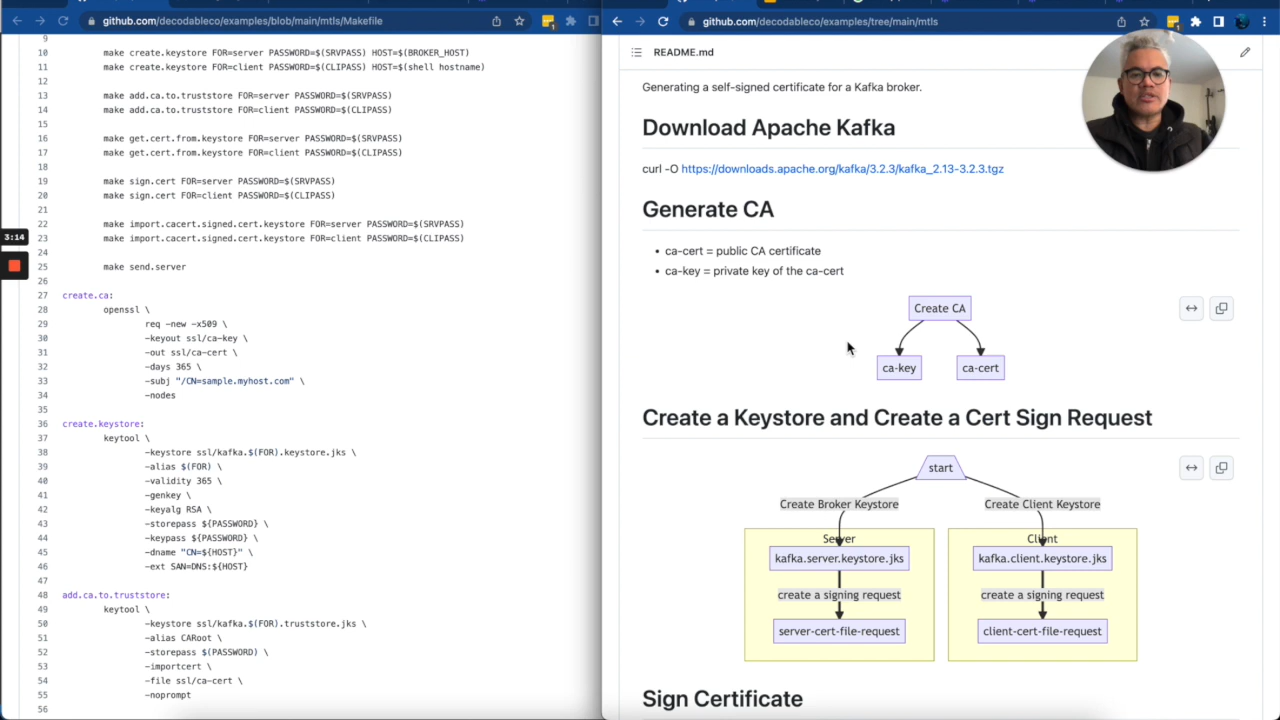 github.com/decodableco/examples/blob/main/mtls/Makefile
9
10 make create.keystore FOR=server PASSWORD=$(SRVPASS) HOST=$(BROKER_HOST)
11 make create.keystore FOR=client PASSWORD=$(CLIPASS) HOST=$(shell hostname)
12
13 make add.ca.to.truststore FOR=server PASSWORD=$(SRVPASS)
14 make add.ca.to.truststore FOR=client PASSWORD=$(CLIPASS)
15
16 make get.cert.from.keystore FOR=server PASSWORD=$(SRVPASS)
17 make get.cert.from.keystore FOR=client PASSWORD=$(CLIPASS)
18
19 make sign.cert FOR=server PASSWORD=$(SRVPASS)
20 make sign.cert FOR=client PASSWORD=$(CLIPASS)
21
22 make import.cacert.signed.cert.keystore FOR=server PASSWORD=$(SRVPASS)
23 make import.cacert.signed.cert.keystore FOR=client PASSWORD=$(CLIPASS)
3:14
24
25 make send.server
26
27 create.ca:
28 openssl \
29 req -new -x509 \
30 -keyout ssl/ca-key \
31 -out ssl/ca-cert \
32 -days 365 \
33 -subj "/CN=sample.myhost.com" \
34 -nodes
35
36 create.keystore:
37 keytool \
38 -keystore ssl/kafka.$(FOR).keystore.jks \
39 -alias $(FOR) \
40 -validity 365 \
41 -genkey \
42 -keyalg RSA \
43 -storepass ${PASSWORD} \
44 -keypass ${PASSWORD} \
45 -dname "CN=${HOST}" \
46 -ext SAN=DNS:${HOST}
47
48 add.ca.to.truststore:
49 keytool \
50 -keystore ssl/kafka.$(FOR).truststore.jks \
51 -alias CARoot \
52 -storepass $(PASSWORD) \
53 -importcert \
54 -file ssl/ca-cert \
55 -noprompt
56
github.com/decodableco/examples/tree/main/mtls
README.md
Generating a self-signed certificate for a Kafka broker.
Download Apache Kafka
curl -O https://downloads.apache.org/kafka/3.2.3/kafka_2.13-3.2.3.tgz
Generate CA
• ca-cert = public CA certificate
• ca-key = private key of the ca-cert
Create CA
ca-key ca-cert
Create a Keystore and Create a Cert Sign Request
start
Create Broker Keystore Create Client Keystore
Server Client
kafka.server.keystore.jks kafka.client.keystore.jks
create a signing request create a signing request
server-cert-file-request client-cert-file-request
Sign Certificate